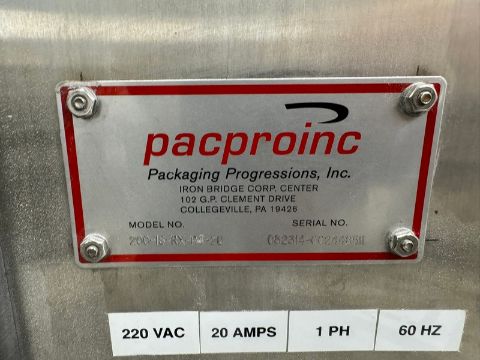 pacproinc
Packaging Progressions, Inc.
IRON BRIDGE CORP. CENTER
102 G.P. CLEMENT DRIVE
COLLEGEVILLE, PA 19426
MODEL NO. SERIAL NO.
220 VAC 20 AMPS 1 PH 60 HZ